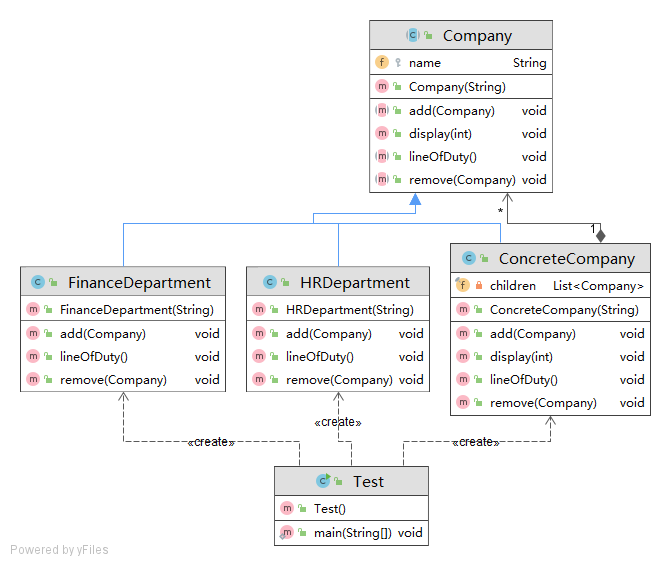 Company
name String
Company(String)
add(Company) void
display(int) void
lineOfDuty() void
remove(Company) void
*
1
FinanceDepartment
FinanceDepartment(String)
add(Company) void
lineOfDuty() void
remove(Company) void
HRDepartment
HRDepartment(String)
add(Company) void
lineOfDuty() void
remove(Company) void
ConcreteCompany
children List<Company>
ConcreteCompany(String)
add(Company) void
display(int) void
lineOfDuty() void
remove(Company) void
«create»
«create»
«create»
Test
Test()
main(String[]) void
Powered by yFiles